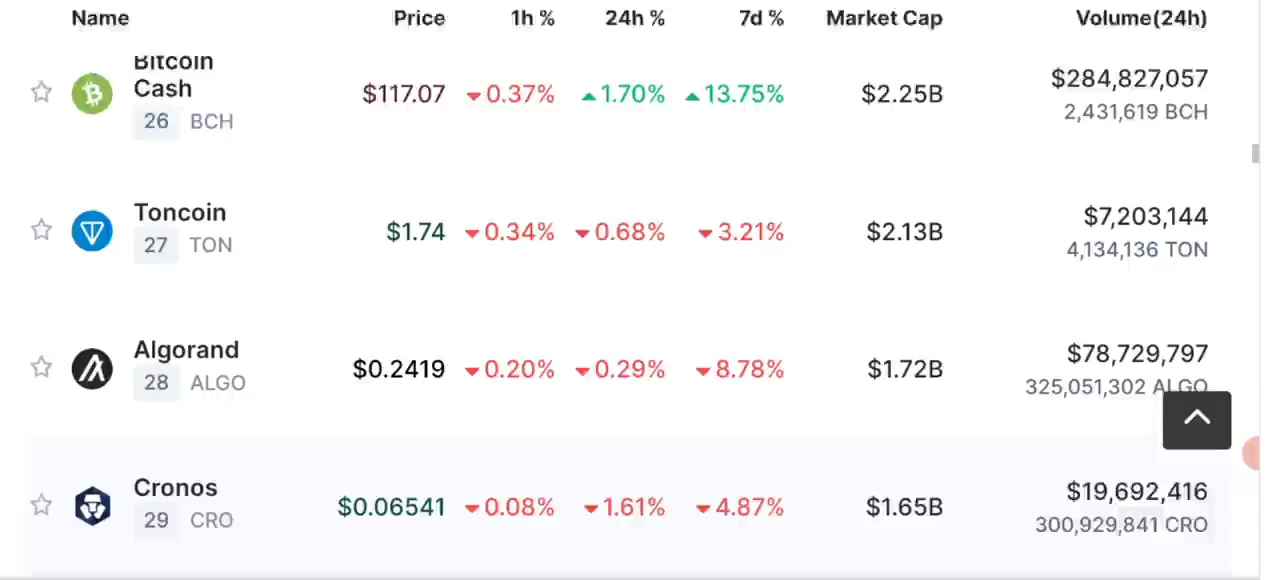 Name Price 1h % 24h % 7d % Market Cap Volume(24h)
Bitcoin
Cash
$117.07 0.37% 1.70% 13.75% $2.25B $284,827,057
26 BCH 2,431,619 BCH
Toncoin
$1.74 0.34% 0.68% 3.21% $2.13B $7,203,144
27 TON 4,134,136 TON
Algorand
$0.2419 0.20% 0.29% 8.78% $1.72B $78,729,797
28 ALGO 325,051,302 ALGO
Cronos
$0.06541 0.08% 1.61% 4.87% $1.65B $19,692,416
29 CRO 300,929,841 CRO